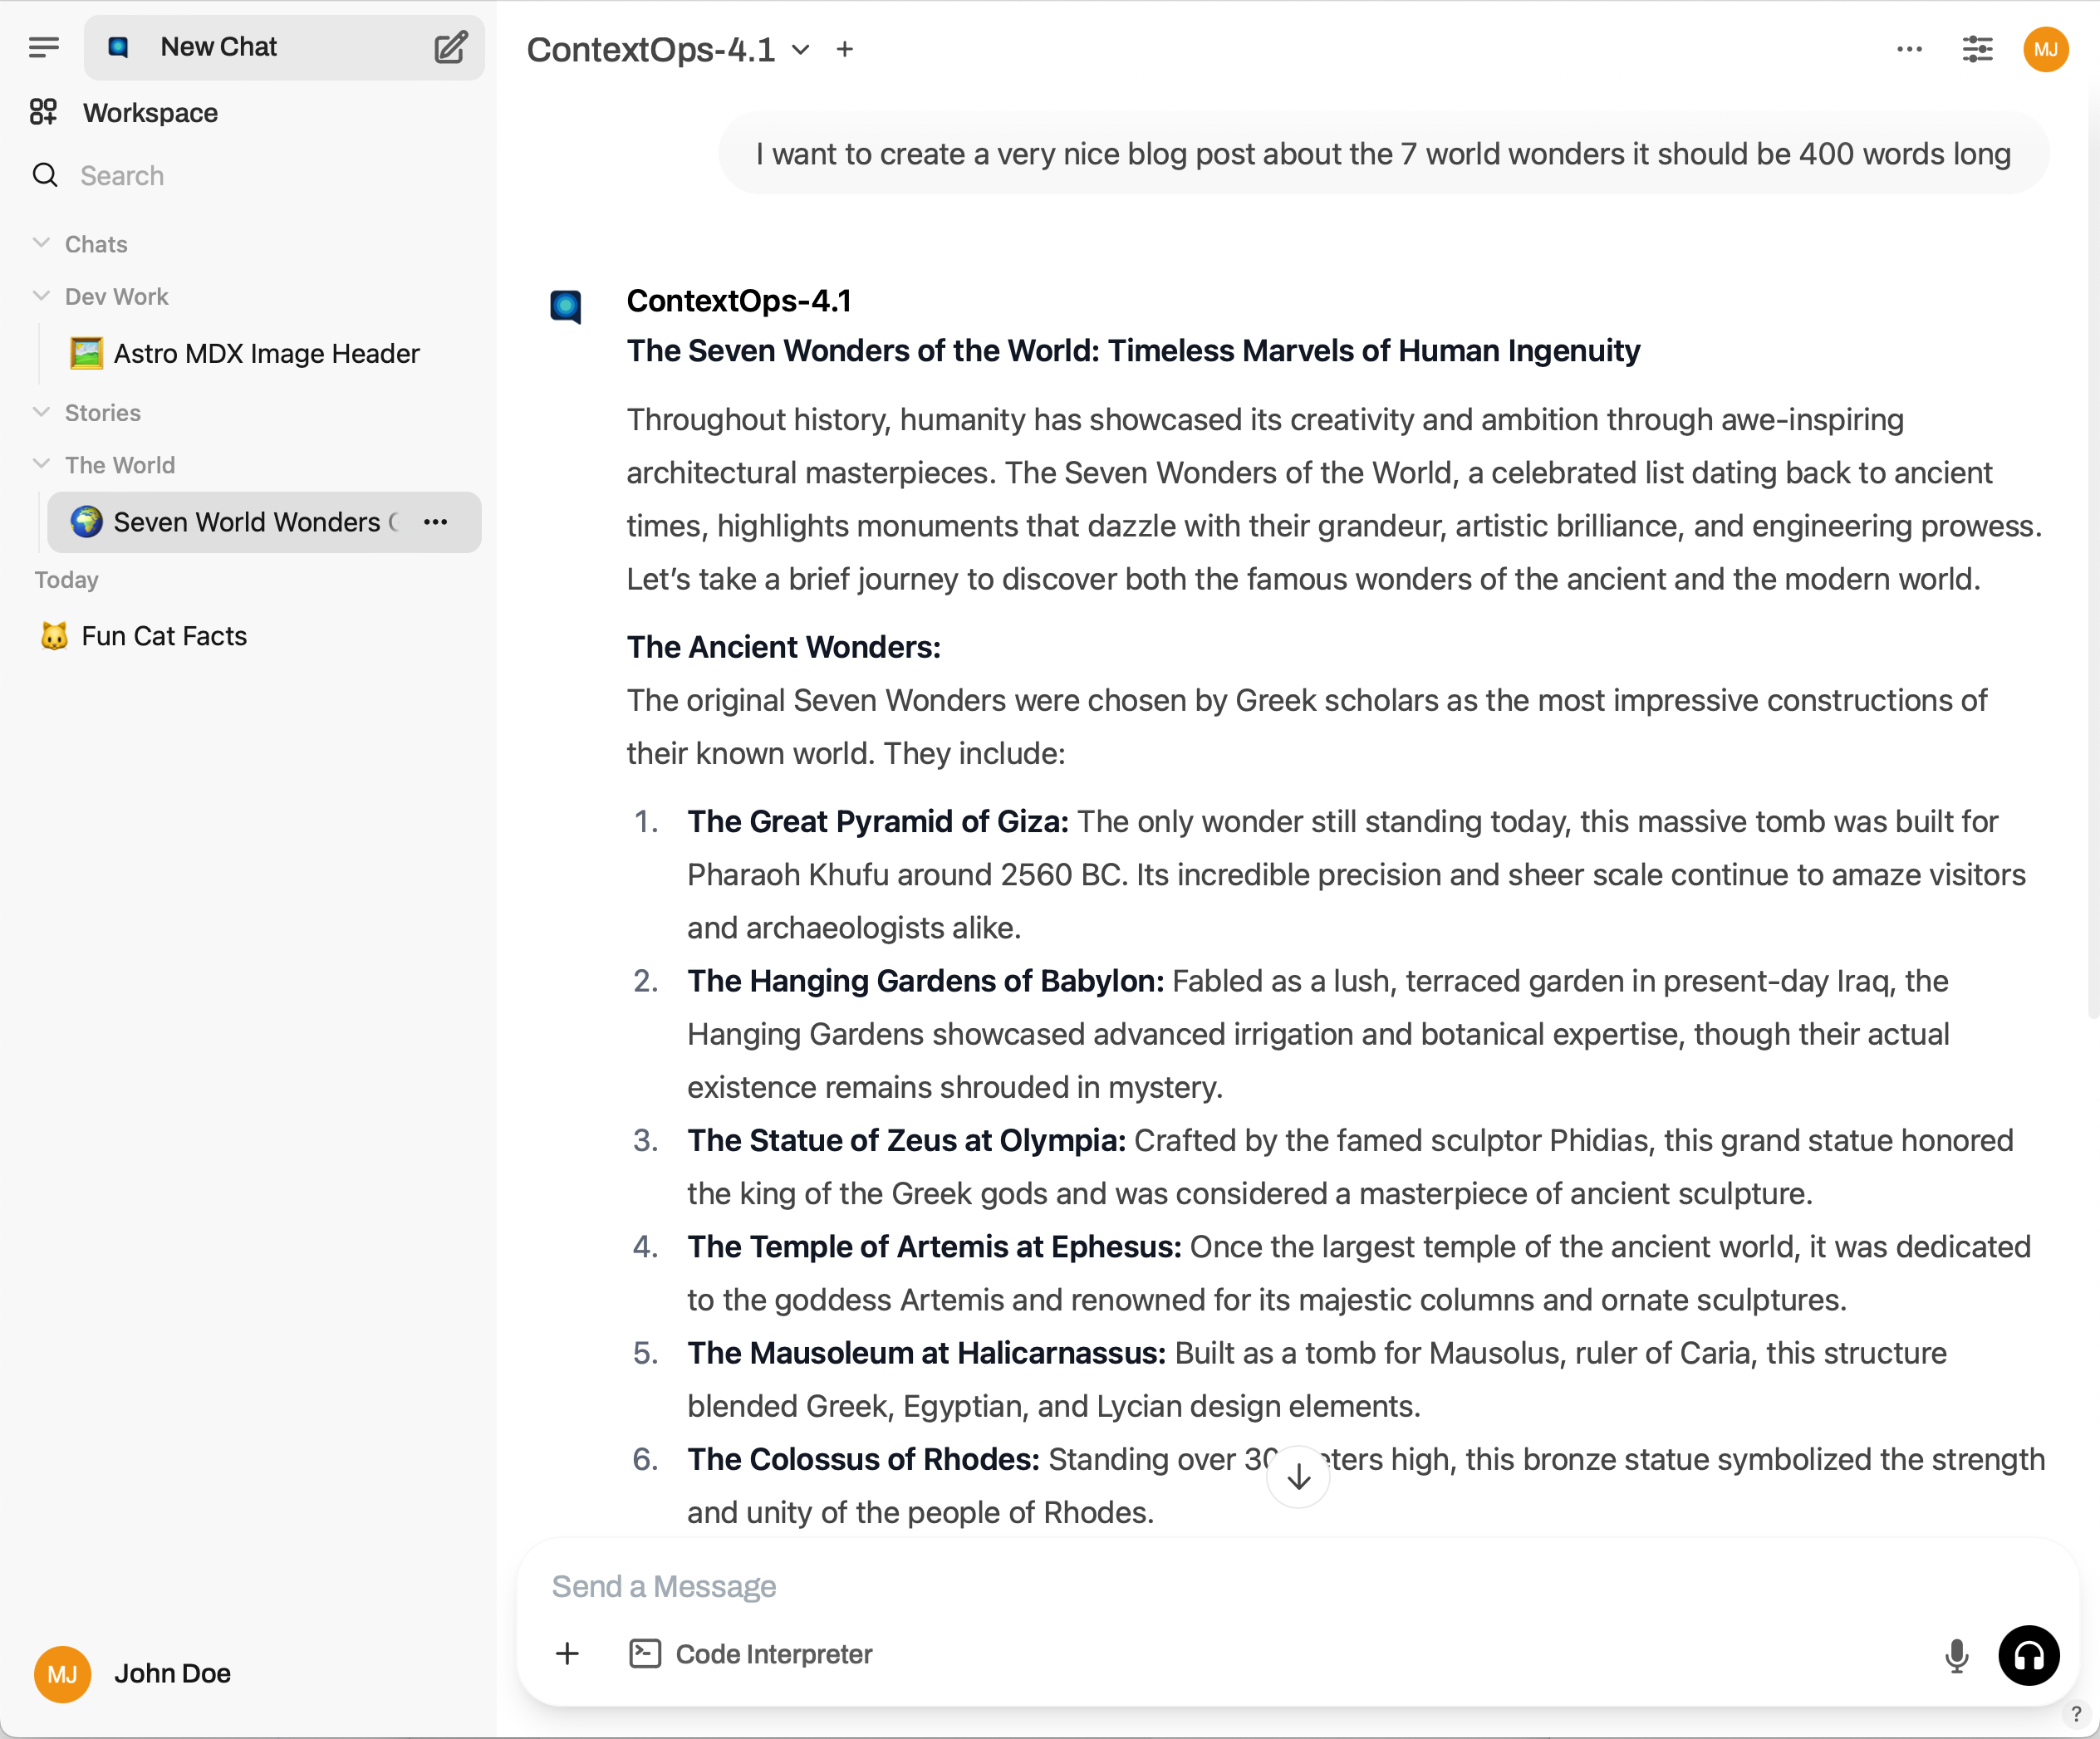 New Chat
Workspace
Search
Chats
Dev Work
Astro MDX Image Header
Stories
The World
Seven World Wonders
Today
Fun Cat Facts
MJ
John Doe
ContextOps-4.1
MJ
I want to create a very nice blog post about the 7 world wonders it should be 400 words long
ContextOps-4.1
The Seven Wonders of the World: Timeless Marvels of Human Ingenuity
Throughout history, humanity has showcased its creativity and ambition through awe-inspiring
architectural masterpieces. The Seven Wonders of the World, a celebrated list dating back to ancient
times, highlights monuments that dazzle with their grandeur, artistic brilliance, and engineering prowess.
Let’s take a brief journey to discover both the famous wonders of the ancient and the modern world.
The Ancient Wonders:
The original Seven Wonders were chosen by Greek scholars as the most impressive constructions of
their known world. They include:
1. The Great Pyramid of Giza: The only wonder still standing today, this massive tomb was built for
Pharaoh Khufu around 2560 BC. Its incredible precision and sheer scale continue to amaze visitors
and archaeologists alike.
2. The Hanging Gardens of Babylon: Fabled as a lush, terraced garden in present-day Iraq, the
Hanging Gardens showcased advanced irrigation and botanical expertise, though their actual
existence remains shrouded in mystery.
3. The Statue of Zeus at Olympia: Crafted by the famed sculptor Phidias, this grand statue honored
the king of the Greek gods and was considered a masterpiece of ancient sculpture.
4. The Temple of Artemis at Ephesus: Once the largest temple of the ancient world, it was dedicated
to the goddess Artemis and renowned for its majestic columns and ornate sculptures.
5. The Mausoleum at Halicarnassus: Built as a tomb for Mausolus, ruler of Caria, this structure
blended Greek, Egyptian, and Lycian design elements.
6. The Colossus of Rhodes: Standing over high, this bronze statue symbolized the strength
and unity of the people of Rhodes.
Send a Message
Code Interpreter
?